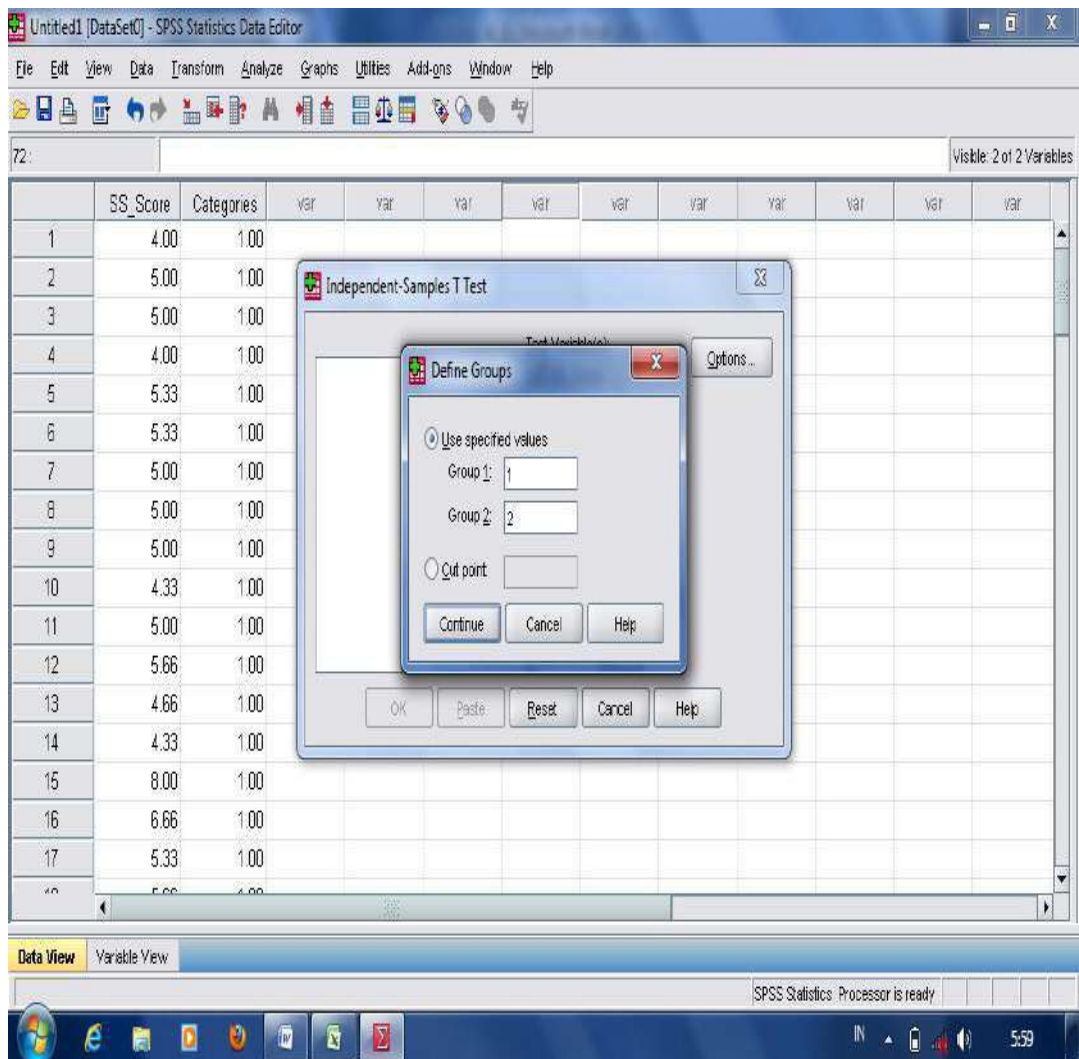 Untitled1 [DataSet0] - SPSS Statistics Data Editor
File Edit View Data Transform Analyze Graphs Utilities Add-ons Window Help
72 :
Visible: 2 of 2 Variables
SS_Score Categories var var var var var var var var var var
1 4.00 1.00
2 5.00 1.00
3 5.00 1.00
4 4.00 1.00
5 5.33 1.00
6 5.33 1.00
7 5.00 1.00
8 5.00 1.00
9 5.00 1.00
10 4.33 1.00
11 5.00 1.00
12 5.66 1.00
13 4.66 1.00
14 4.33 1.00
15 8.00 1.00
16 6.66 1.00
17 5.33 1.00
Independent-Samples T Test
Options...
Define Groups
Use specified values
Group 1: 1
Group 2: 2
Cut point:
Continue Cancel Help
OK Paste Reset Cancel Help
Data View Variable View
SPSS Statistics Processor is ready
IN 5:59